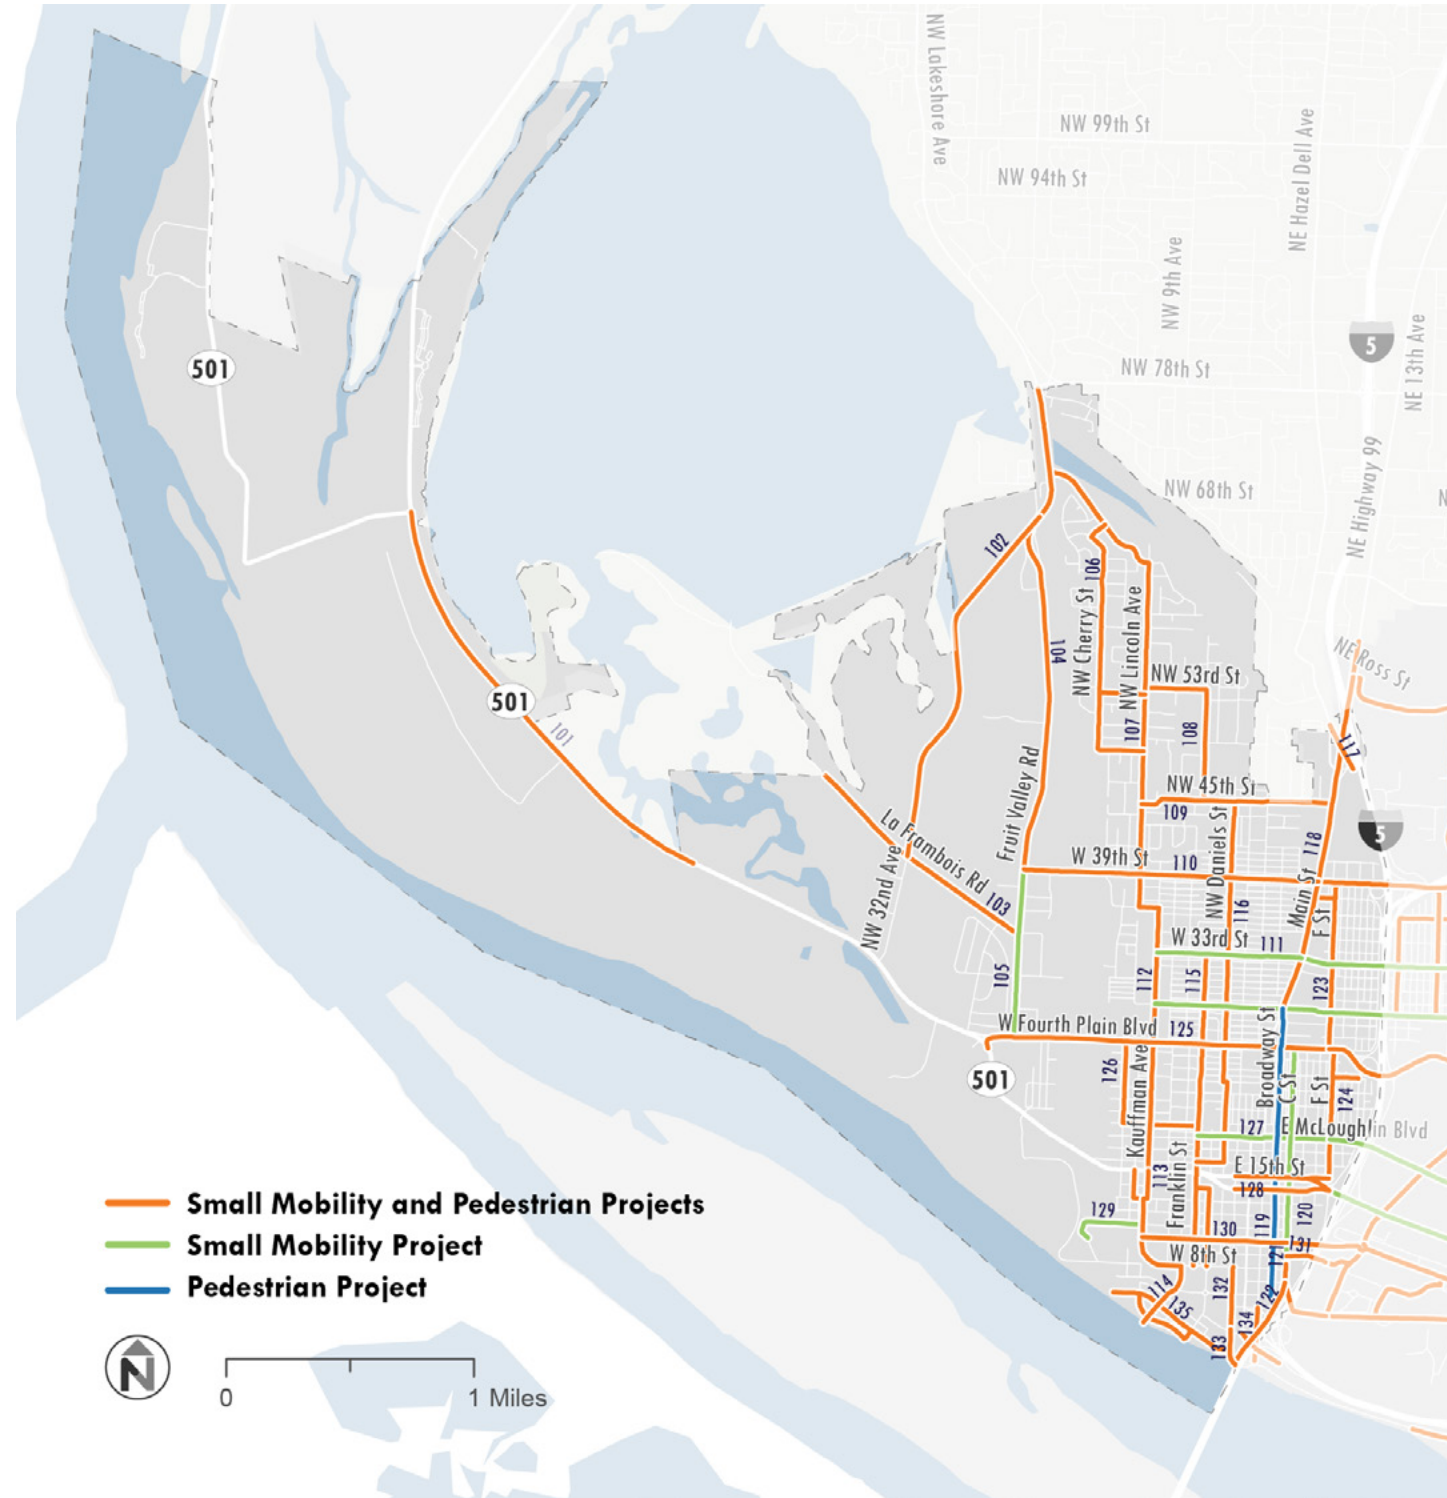 NW Lakeshore Ave
NW 99th St
NW 94th St
NE Hazel Dell Ave
NW 9th Ave
5
NE 13th Ave
NW 78th St
501
NE Highway 99
NW 68th St
N
102
106
NW Cherry St
NW Lincoln Ave
104
NE Ross St
NW 53rd St
501
101
107
108
117
Fruit Valley Rd
NW 45th St
109
5
118
La Frambois Rd
103
NW 32nd Ave
W 39th St
110
NW Daniels St
116
Main St
F St
W 33rd St
111
105
112
115
123
W Fourth Plain Blvd
125
Broadway St
C St
F St
501
126
Kauffman Ave
124
127
E McLoughlin Blvd
Franklin St
113
E 15th St
128
129
130
119
120
W 8th St
121
131
114
135
132
122
134
133
Small Mobility and Pedestrian Projects
Small Mobility Project
Pedestrian Project
N
0
1 Miles